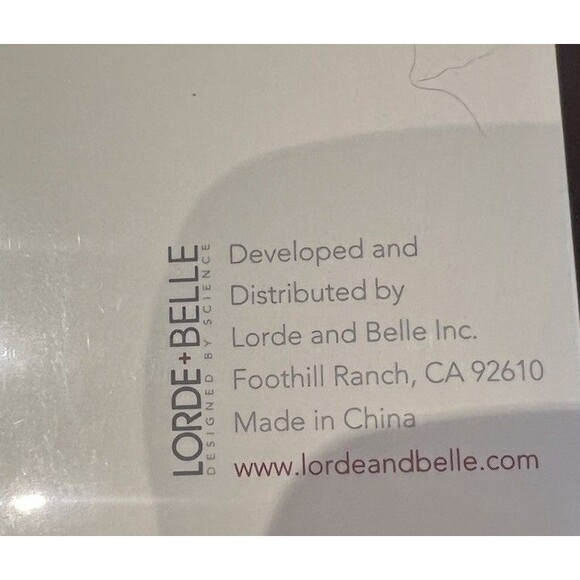 LORDE+BELLE
DESIGNED BY SCIENCE
Developed and
Distributed by
Lorde and Belle Inc.
Foothill Ranch, CA 92610
Made in China
www.lordeandbelle.com